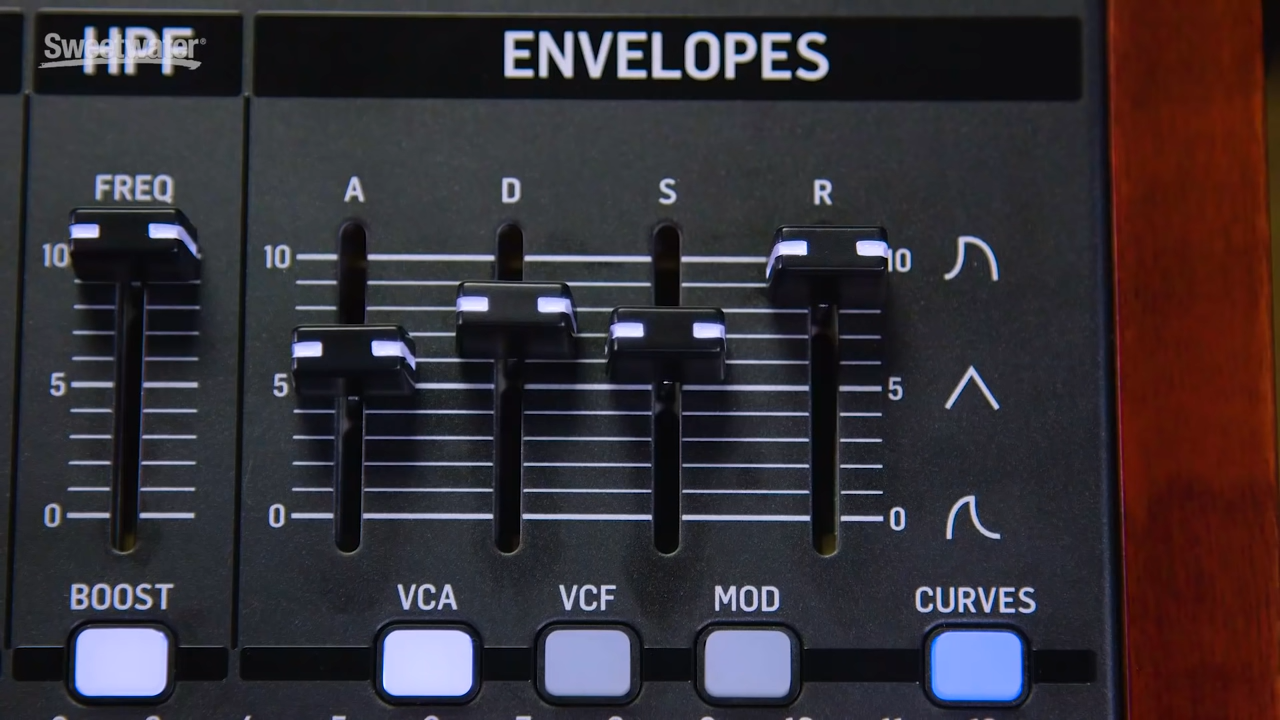 Sweetwater®
HPF
ENVELOPES
FREQ
A D S R
10
10
10
5
5
5
0
0
0
BOOST
VCA
VCF
MOD
CURVES